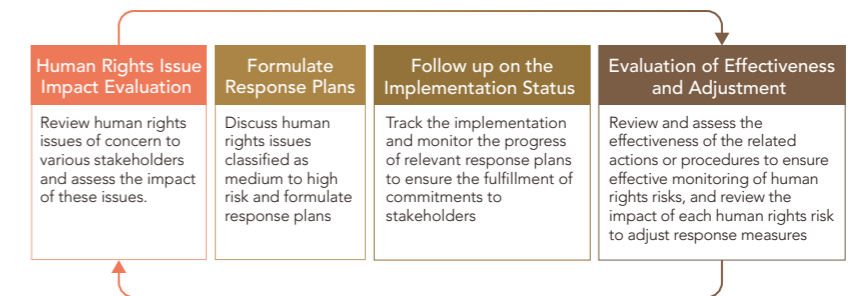 Human Rights Issue
Impact Evaluation
Review human rights
issues of concern to
various stakeholders
and assess the impact
of these issues.
Formulate
Response Plans
Discuss human
rights issues
classified as
medium to high
risk and formulate
response plans
Follow up on the
Implementation Status
Track the implementation
and monitor the progress
of relevant response plans
to ensure the fulfillment of
commitments to
stakeholders
Evaluation of Effectiveness
and Adjustment
Review and assess the
effectiveness of the related
actions or procedures to ensure
effective monitoring of human
rights risks, and review the
impact of each human rights risk
to adjust response measures